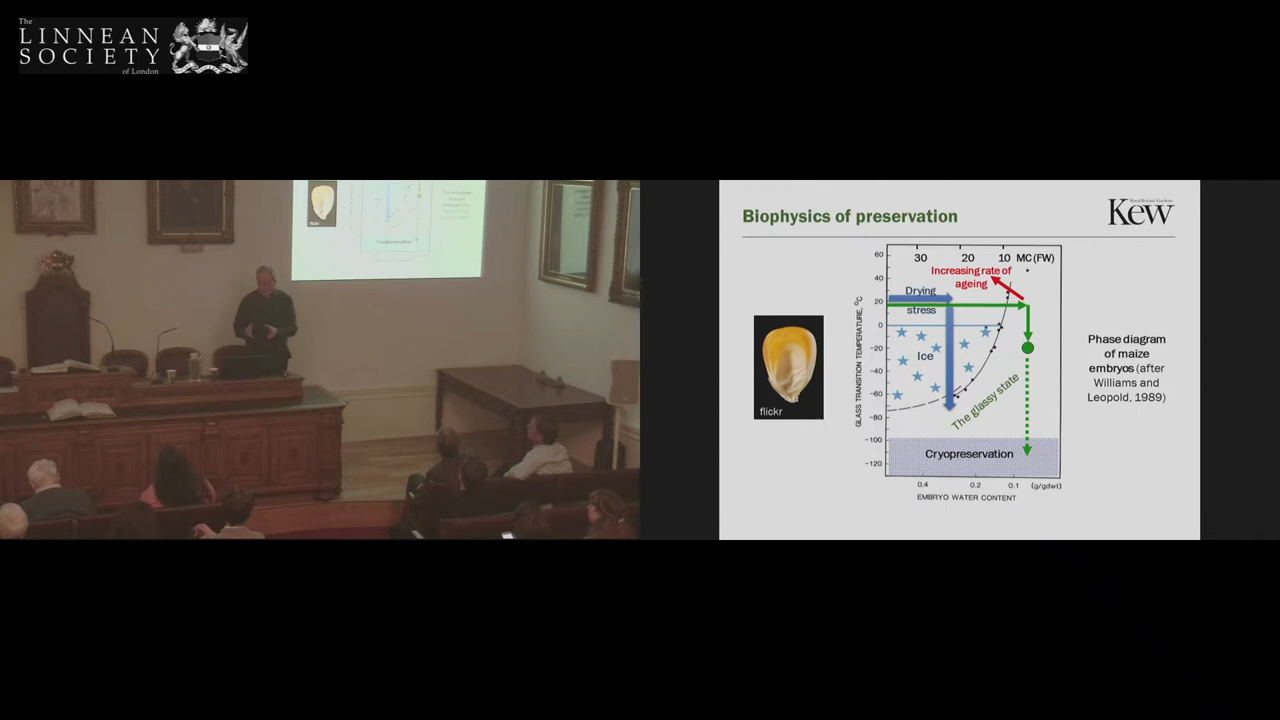 The
LINNEAN
SOCIETY
of London
flickr
Biophysics of preservation
Royal Botanic Gardens
Kew
60
40
20
0
-20
-40
-60
-80
-100
-120
GLASS TRANSITION TEMPERATURE, °C
30 20 10 MC (FW)
Increasing rate of
ageing
Drying
stress
Ice
The glassy state
Cryopreservation
0.4 0.2 0.1 (g/gdwt)
EMBRYO WATER CONTENT
flickr
Phase diagram
of maize
embryos (after
Williams and
Leopold, 1989)